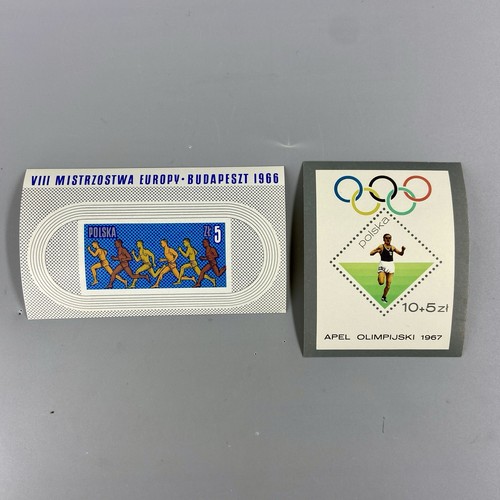 VIII MISTRZOSTWA EUROPY • BUDAPESZT 1966
POLSKA
ZŁ 5
polska
10+5 zł
APEL OLIMPIJSKI 1967